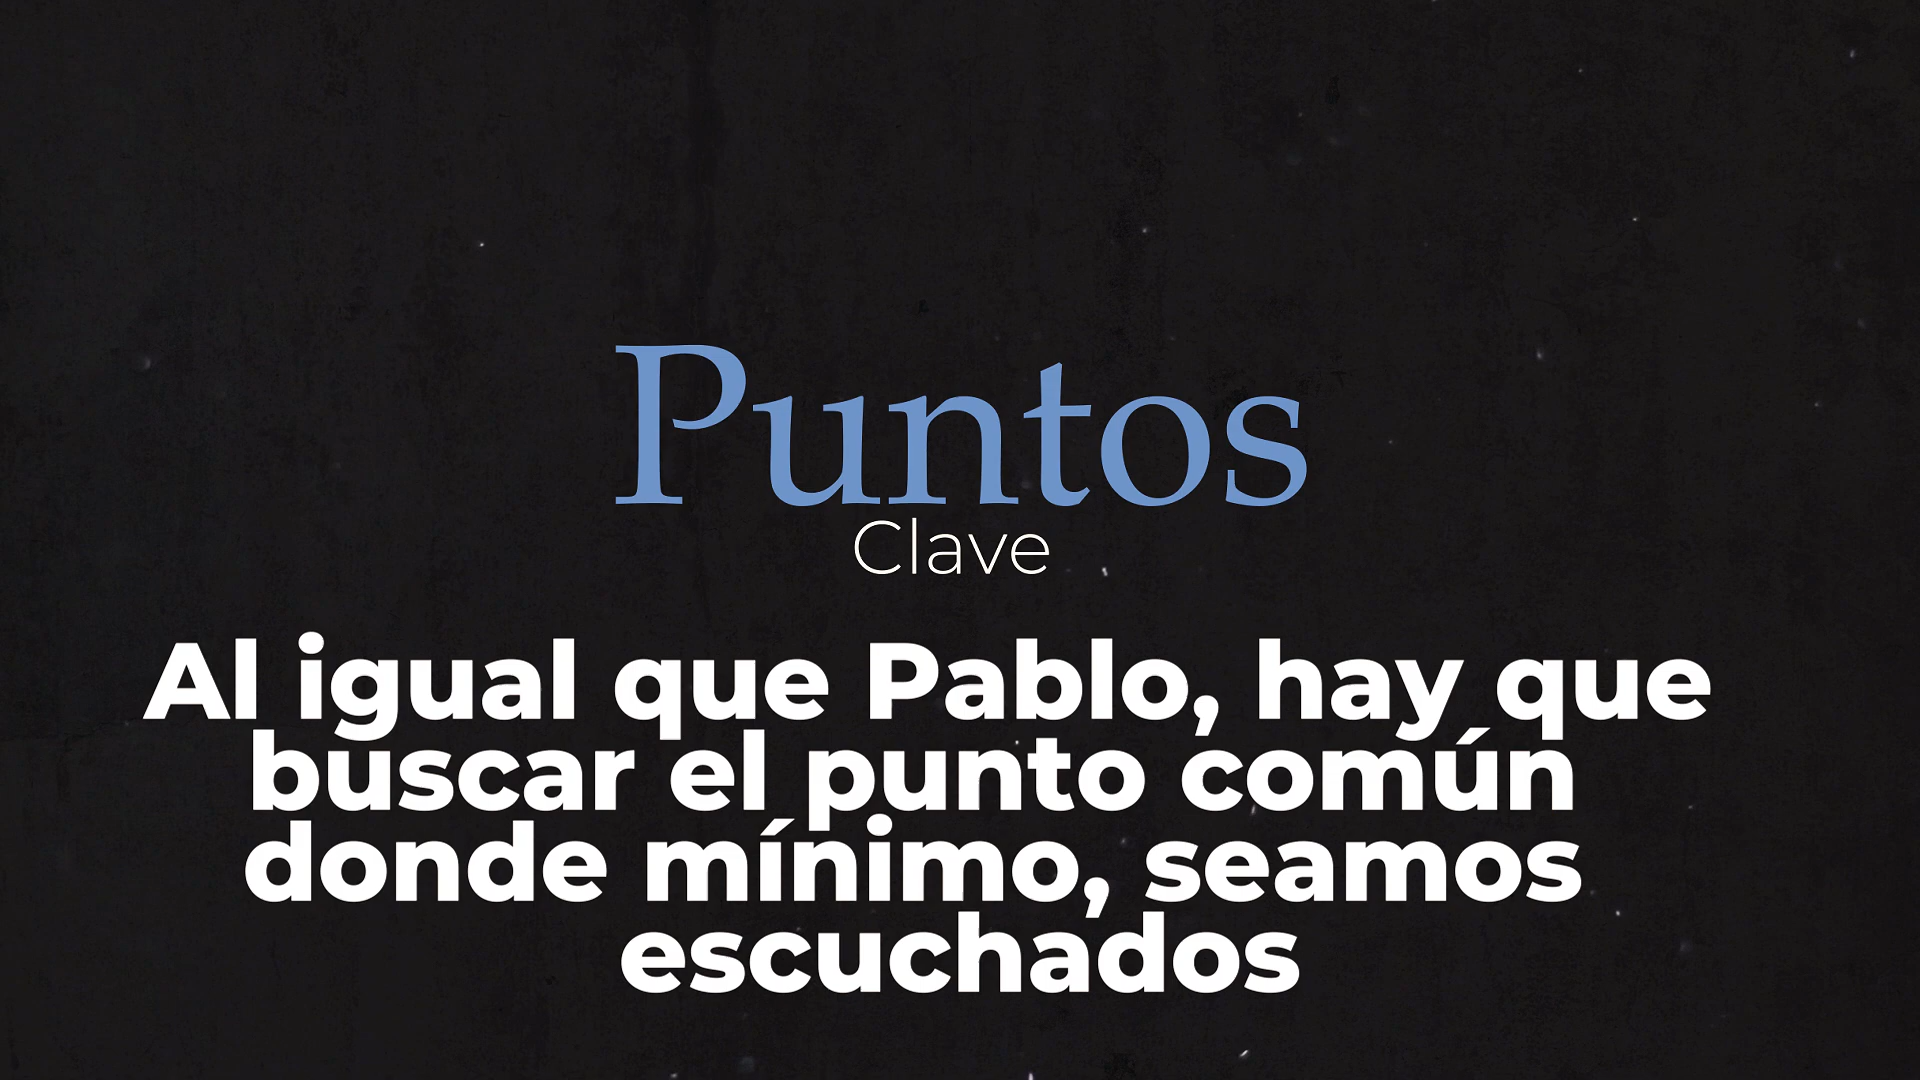 Puntos
Clave
Al igual que Pablo, hay que
buscar el punto común
donde mínimo, seamos
escuchados